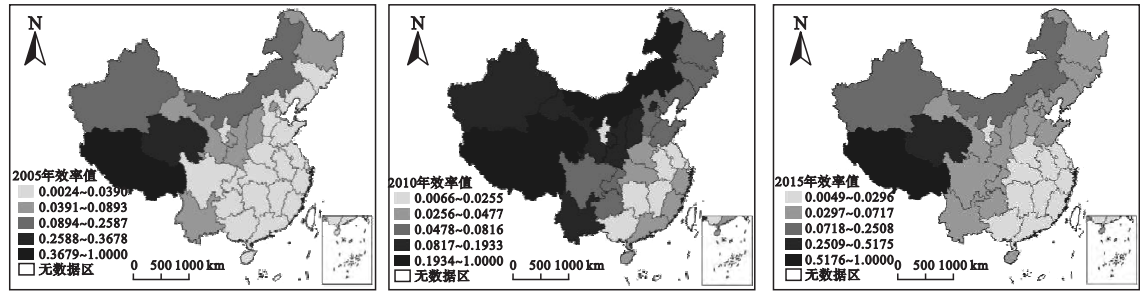 N
2005年效率值
0.0024~0.0390
0.0391~0.0893
0.0894~0.2587
0.2588~0.3678
0.3679~1.0000
无数据区
0 500 1000 km
N
2010年效率值
0.0066~0.0255
0.0256~0.0477
0.0478~0.0816
0.0817~0.1933
0.1934~1.0000
无数据区
0 500 1000 km
N
2015年效率值
0.0049~0.0296
0.0297~0.0717
0.0718~0.2508
0.2509~0.5175
0.5176~1.0000
无数据区
0 500 1000 km